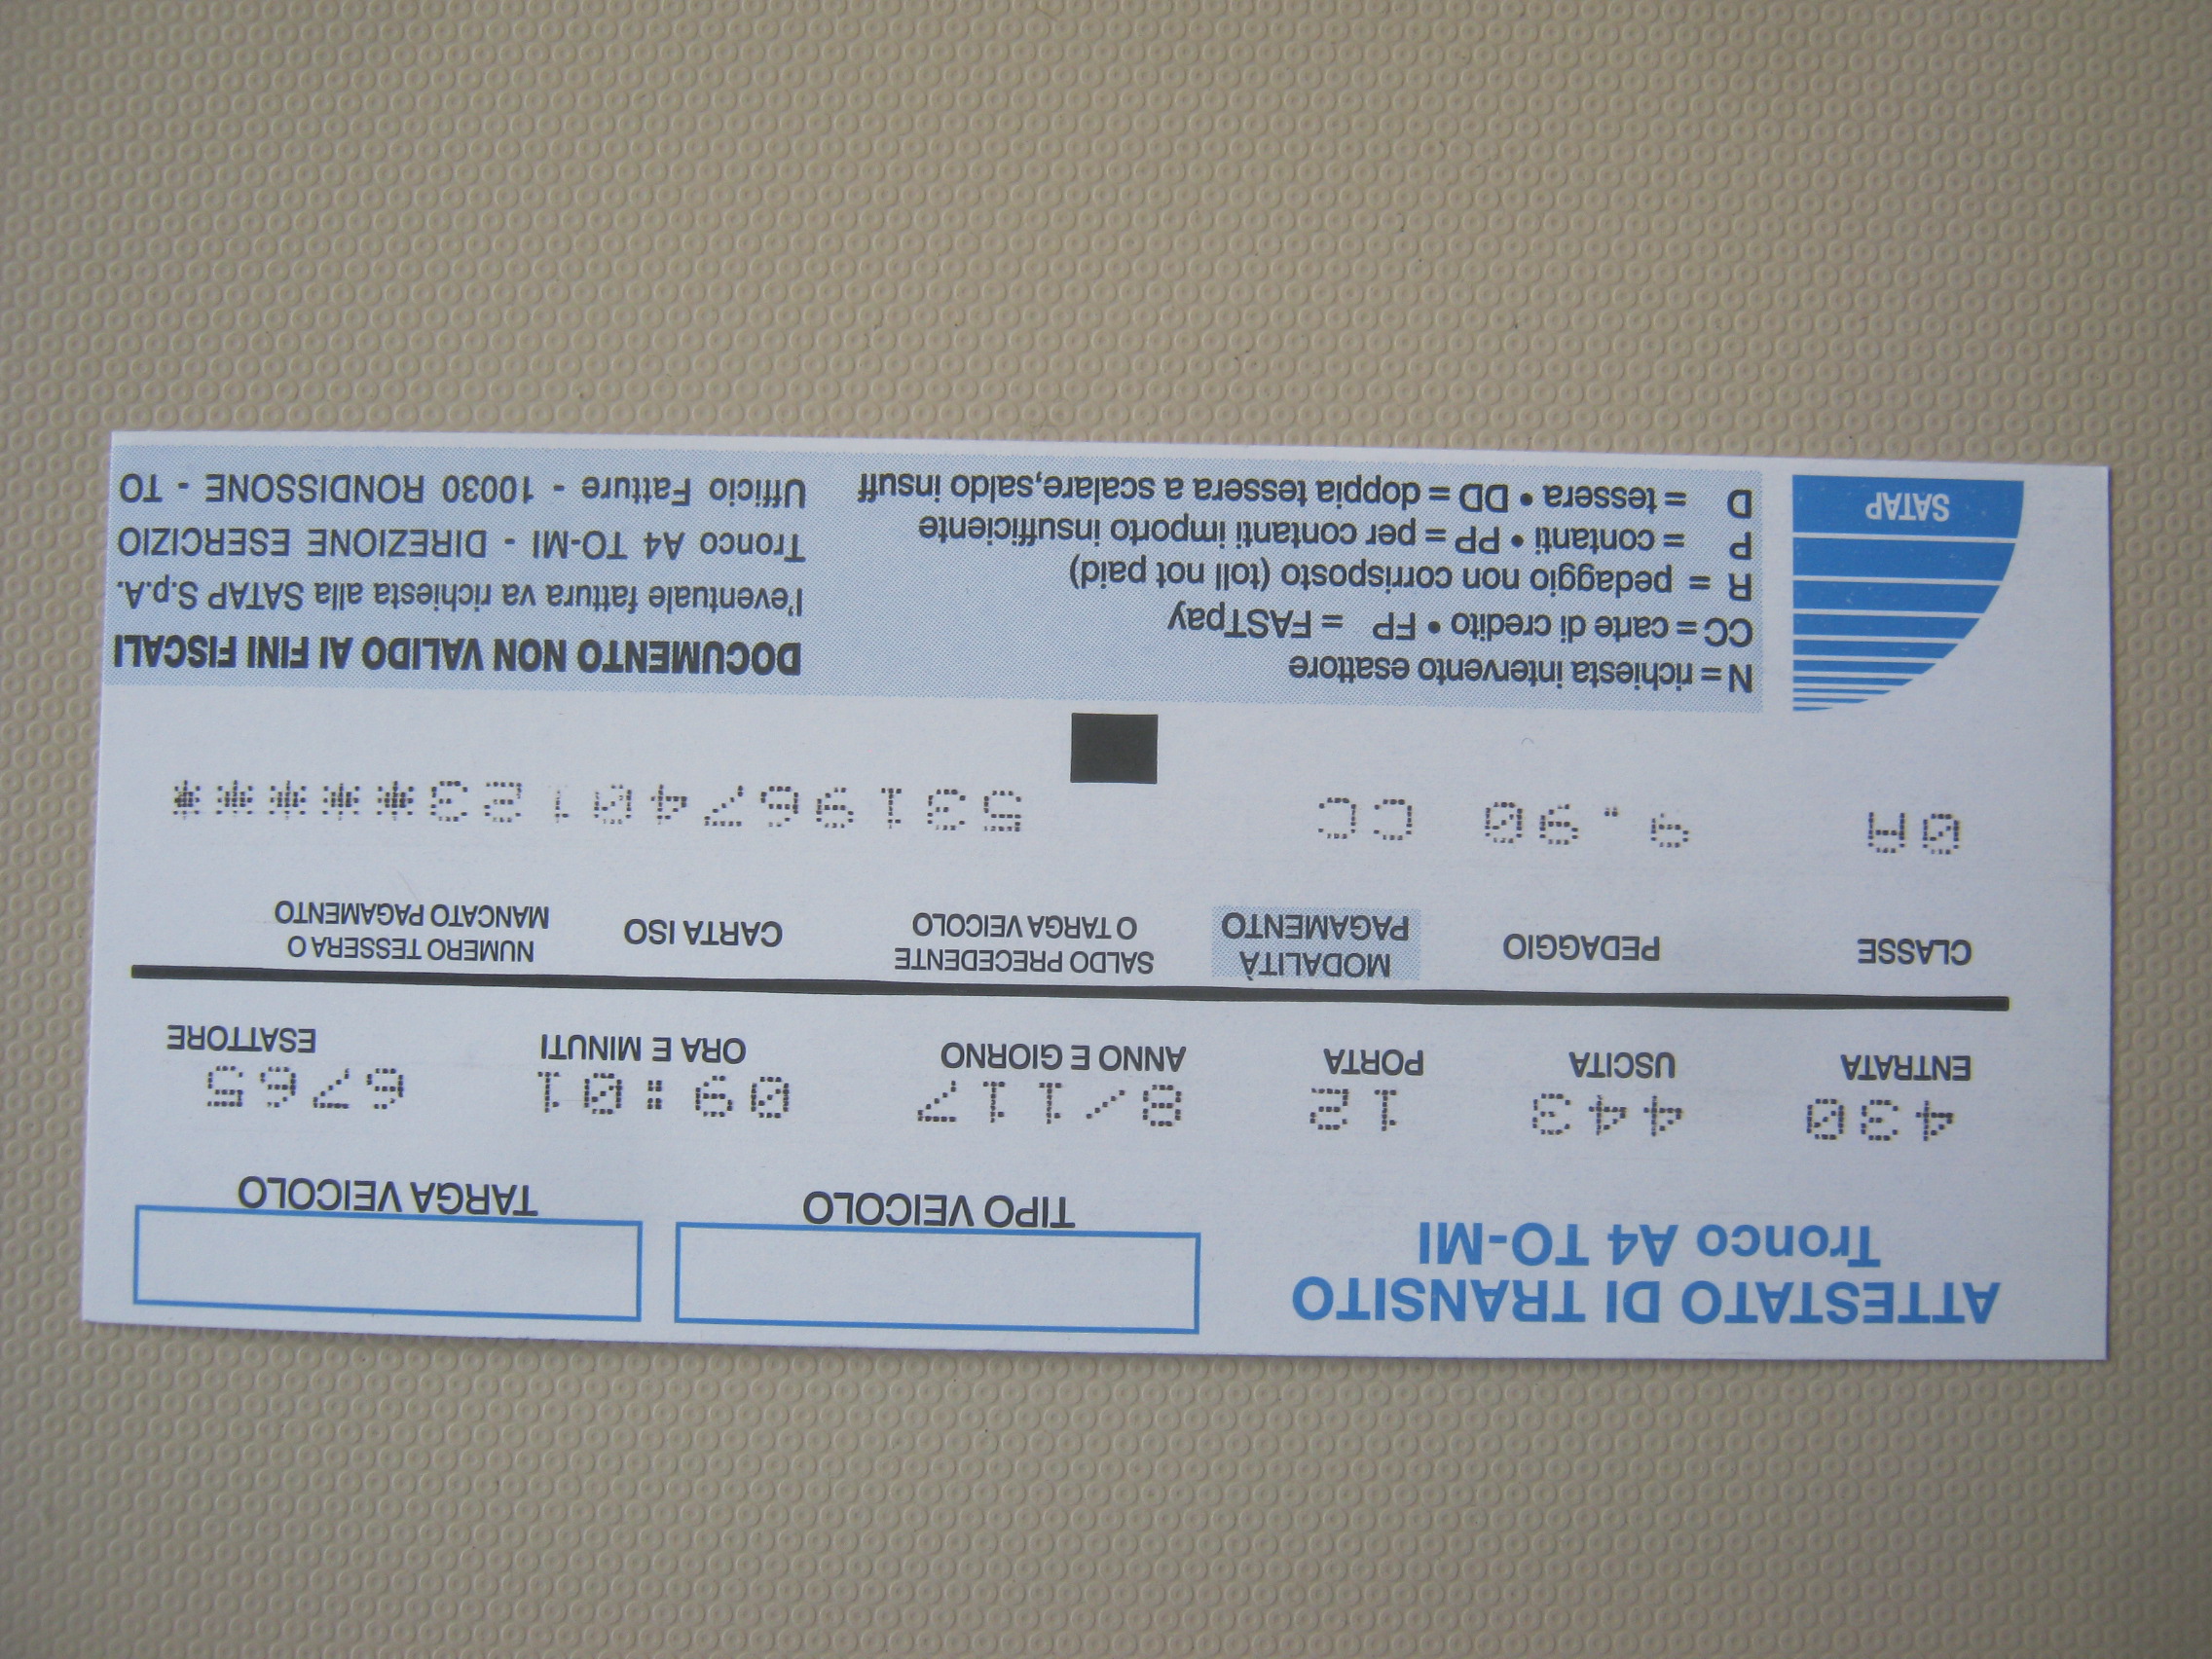 ATTESTATO DI TRANSITO
Tronco A4 TO-MI
TIPO VEICOLO
TARGA VEICOLO
430 443 12 8/117 09:01 6765
ENTRATA USCITA PORTA ANNO E GIORNO ORA E MINUTI ESATTORE
CLASSE PEDAGGIO
MODALITÀ
PAGAMENTO
SALDO PRECEDENTE
O TARGA VEICOLO
CARTA ISO
NUMERO TESSERA O
MANCATO PAGAMENTO
0A 9.90 CC 53196740123*****
N = richiesta intervento esattore
CC = carte di credito • FP = FASTpay
R = pedaggio non corrisposto (toll not paid)
P = contanti • PP = per contanti importo insufficiente
D = tessera • DD = doppia tessera a scalare,saldo insuff
DOCUMENTO NON VALIDO AI FINI FISCALI
l'eventuale fattura va richiesta alla SATAP S.p.A.
Tronco A4 TO-MI - DIREZIONE ESERCIZIO
Ufficio Fatture - 10030 RONDISSONE - TO
SATAP